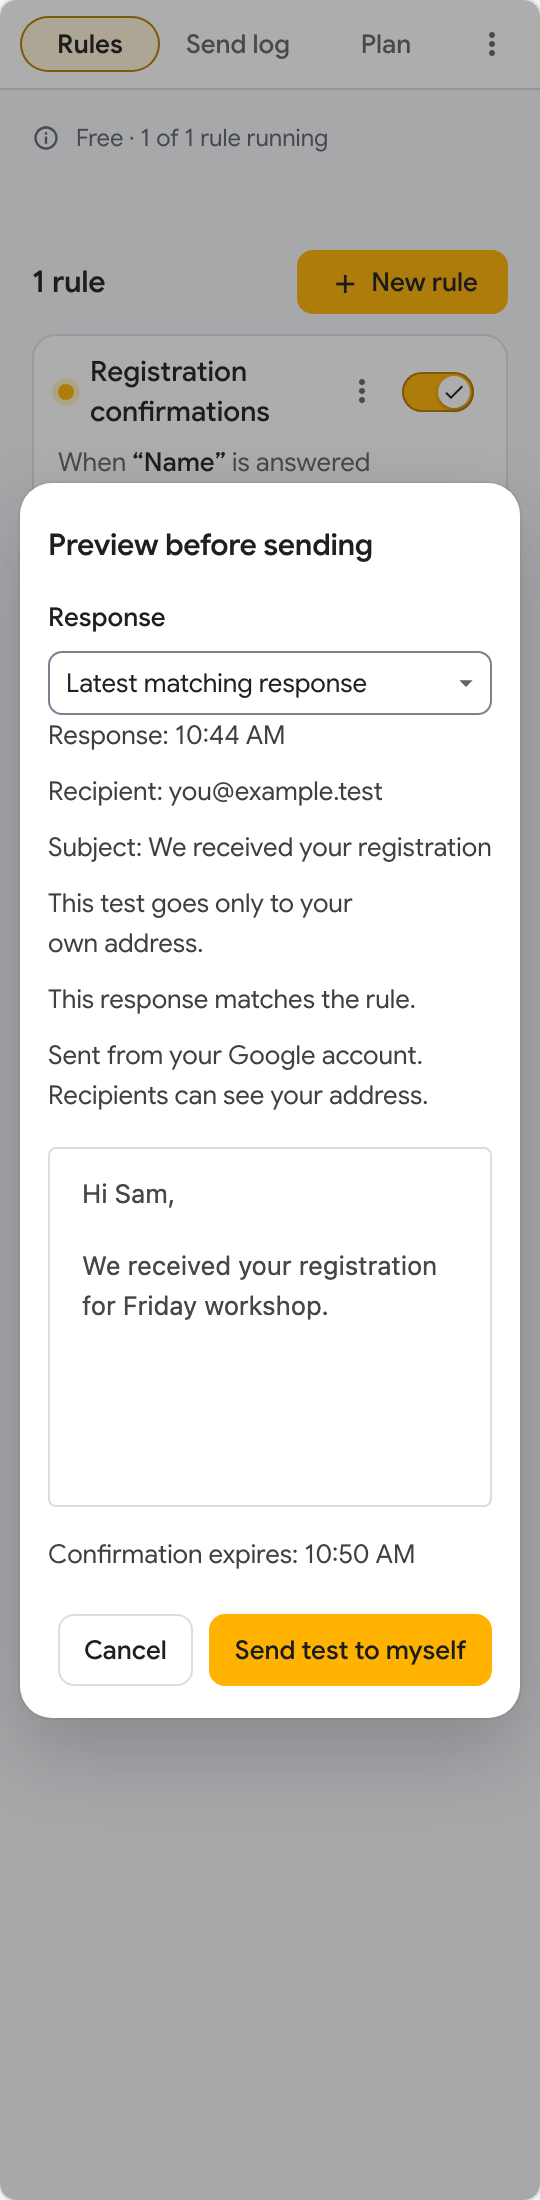 Rules
Send log
Plan
Free · 1 of 1 rule running
1 rule
+ New rule
Registration
confirmations
When “Name” is answered
Preview before sending
Response
Latest matching response
Response: 10:44 AM
Recipient: you@example.test
Subject: We received your registration
This test goes only to your
own address.
This response matches the rule.
Sent from your Google account.
Recipients can see your address.
Hi Sam,
We received your registration
for Friday workshop.
Confirmation expires: 10:50 AM
Cancel
Send test to myself